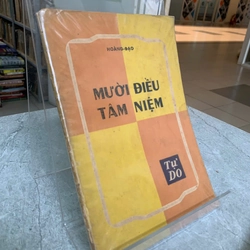 HOÀNG-ĐẠO
MƯỜI ĐIỀU
TÂM NIỆM
TỰ
DO